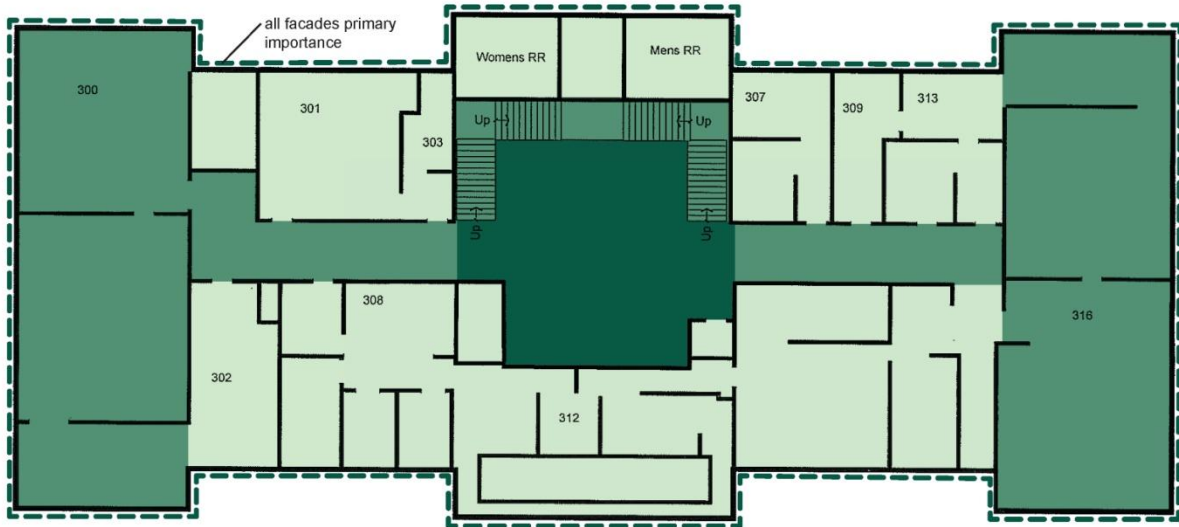 all facades primary
importance
300
301
303
Womens RR
Mens RR
307
309
313
Up
Up
Up
Up
308
302
312
316